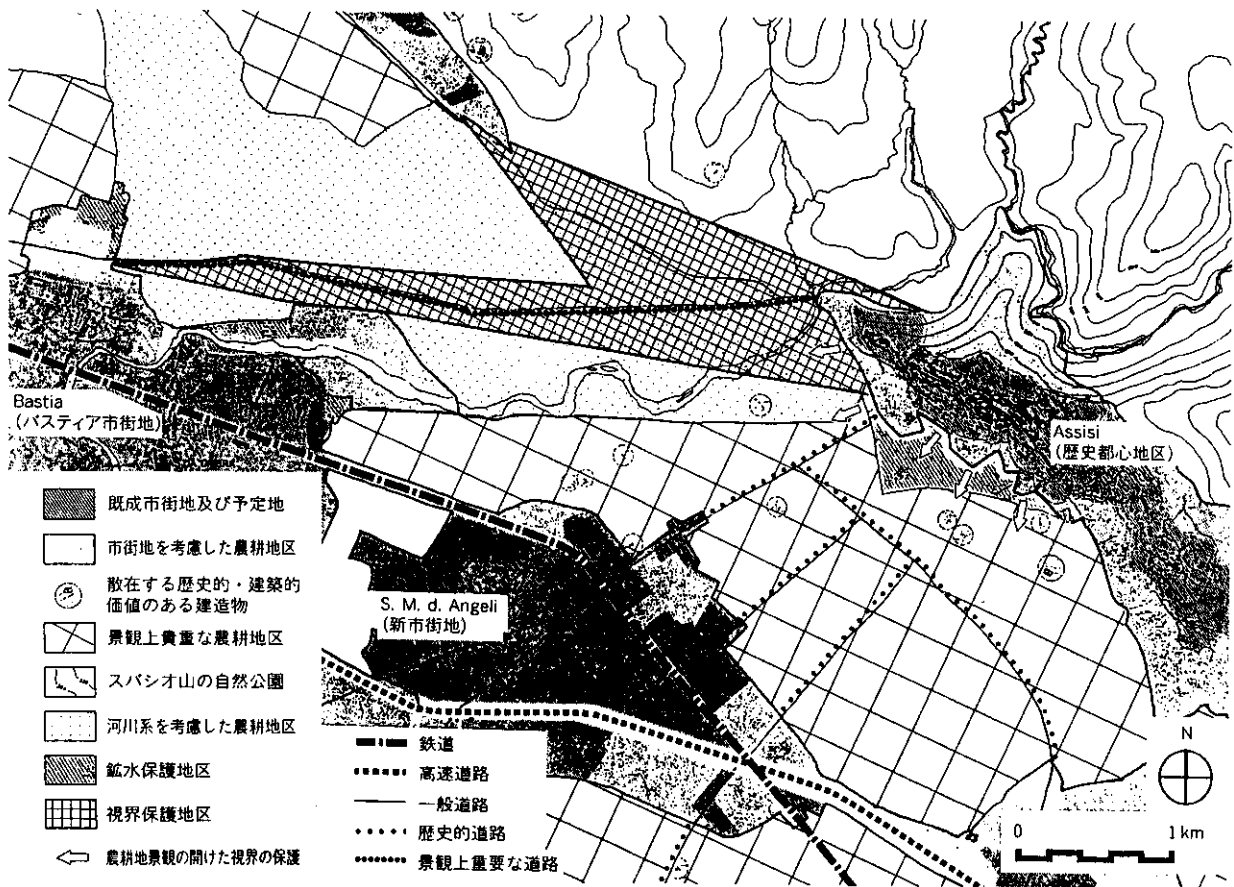 Bastia
(バスティア市街地)
Assisi
(歴史都心地区)
S. M. d. Angeli
(新市街地)
既成市街地及び予定地
市街地を考慮した農耕地区
散在する歴史的・建築的
価値のある建造物
景観上貴重な農耕地区
スバシオ山の自然公園
河川系を考慮した農耕地区
鉱水保護地区
視界保護地区
農耕地景観の開けた視界の保護
鉄道
高速道路
一般道路
歴史的道路
景観上重要な道路
N
0 1km